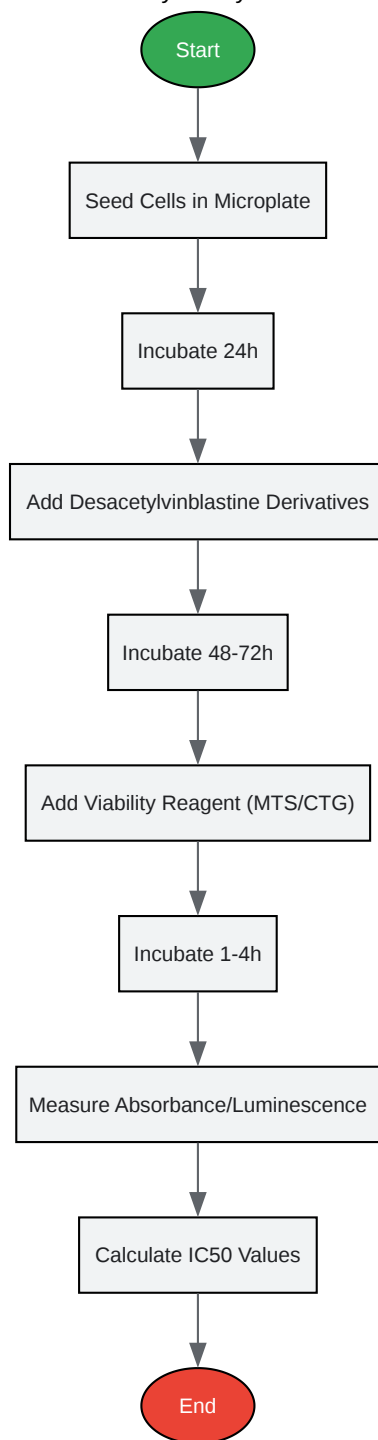 Start
Seed Cells in Microplate
Incubate 24h
Add Desacetylvinblastine Derivatives
Incubate 48-72h
Add Viability Reagent (MTS/CTG)
Incubate 1-4h
Measure Absorbance/Luminescence
Calculate IC50 Values
End